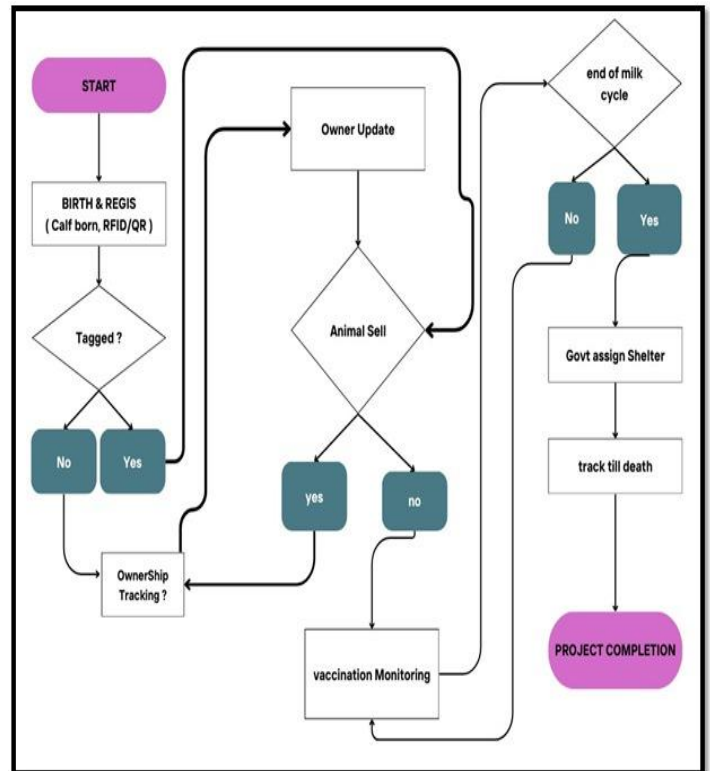 START
BIRTH & REGIS
( Calf born, RFID/QR )
Tagged ?
No
Yes
OwnerShip
Tracking ?
Owner Update
Animal Sell
yes
no
vaccination Monitoring
end of milk
cycle
No
Yes
Govt assign Shelter
track till death
PROJECT COMPLETION